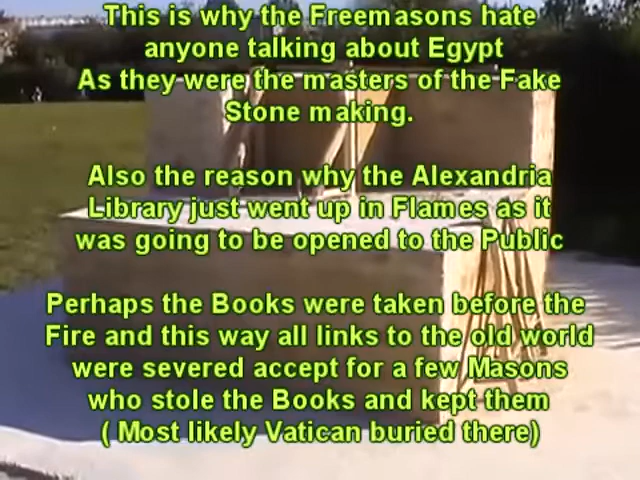 This is why the Freemasons hate
anyone talking about Egypt
As they were the masters of the Fake
Stone making.
Also the reason why the Alexandria
Library just went up in Flames as it
was going to be opened to the Public
Perhaps the Books were taken before the
Fire and this way all links to the old world
were severed accept for a few Masons
who stole the Books and kept them
( Most likely Vatican buried there)